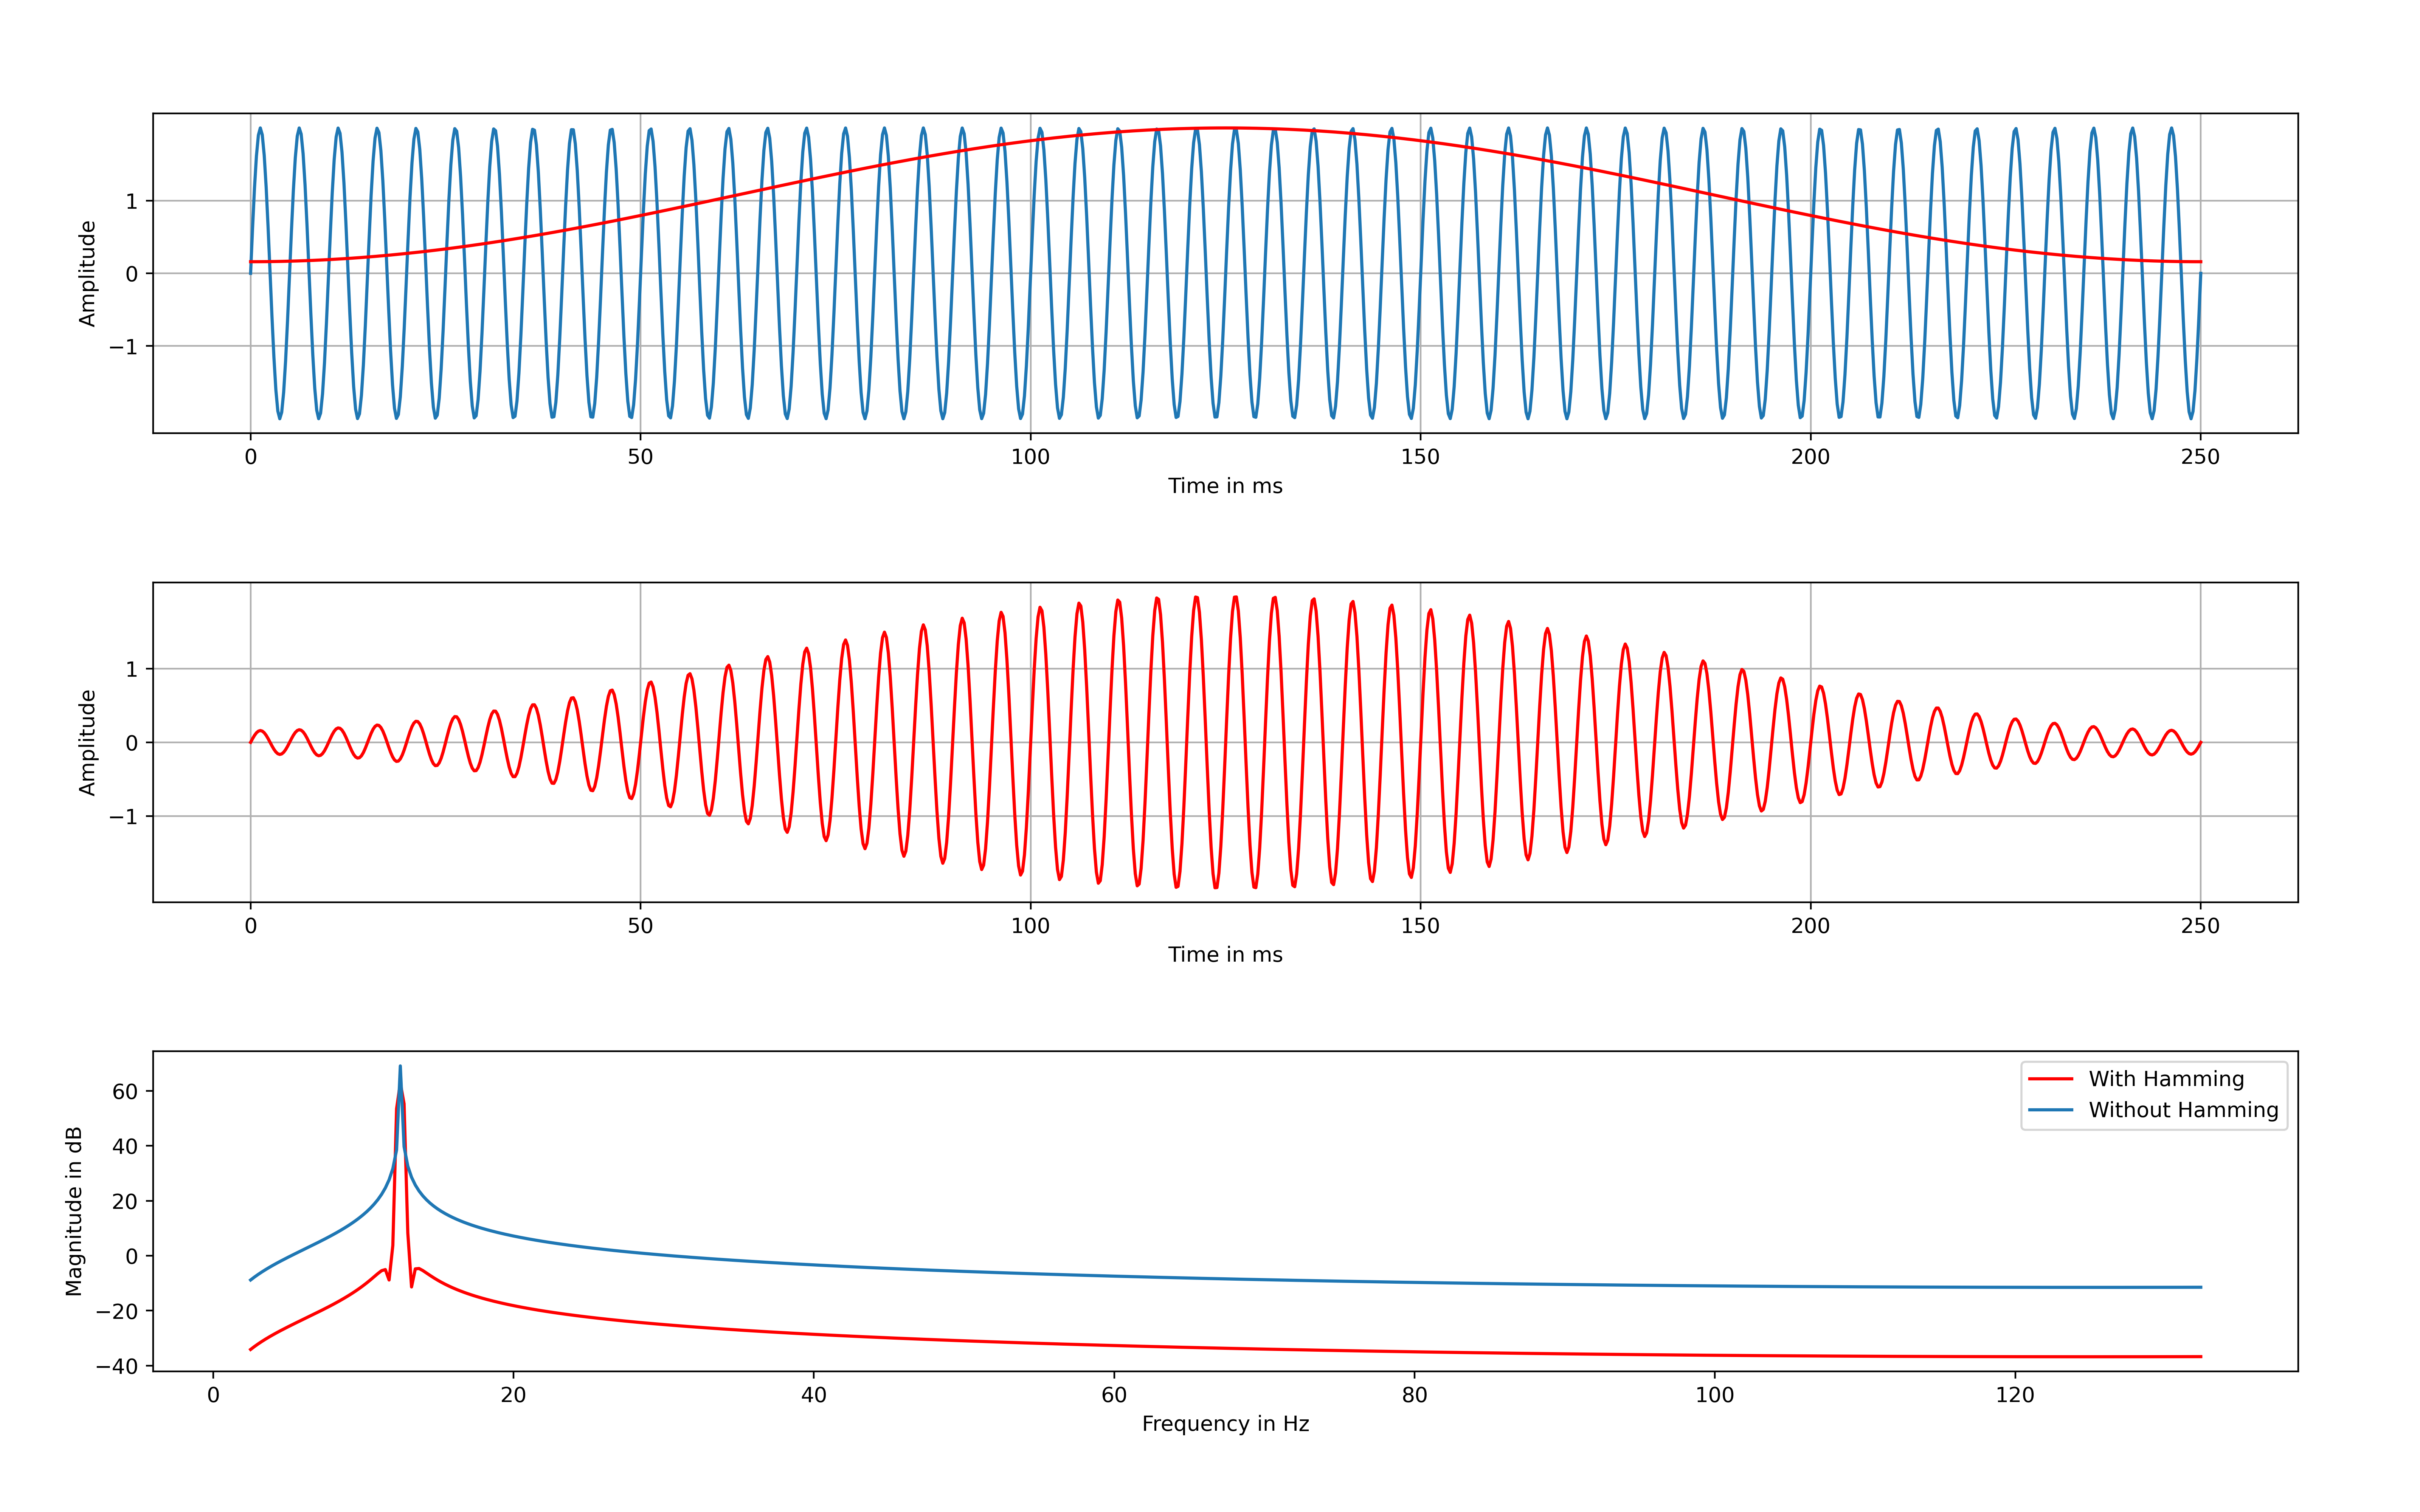 Amplitude
1
0
−1
0 50 100 150 200 250
Time in ms
Amplitude
1
0
−1
0 50 100 150 200 250
Time in ms
Magnitude in dB
60
40
20
0
−20
−40
With Hamming
Without Hamming
0 20 40 60 80 100 120
Frequency in Hz